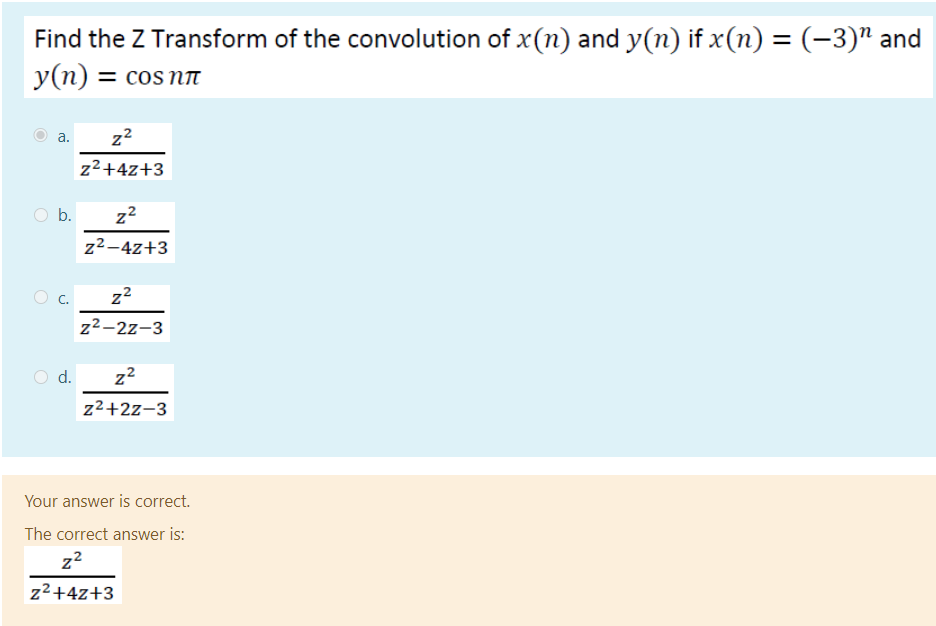 Find the Z Transform of the convolution of x(n) and y(n) if x(n) = (−3)ⁿ and
y(n) = cos nπ
a. z²
z²+4z+3
b. z²
z²−4z+3
c. z²
z²−2z−3
d. z²
z²+2z−3
Your answer is correct.
The correct answer is:
z²
z²+4z+3